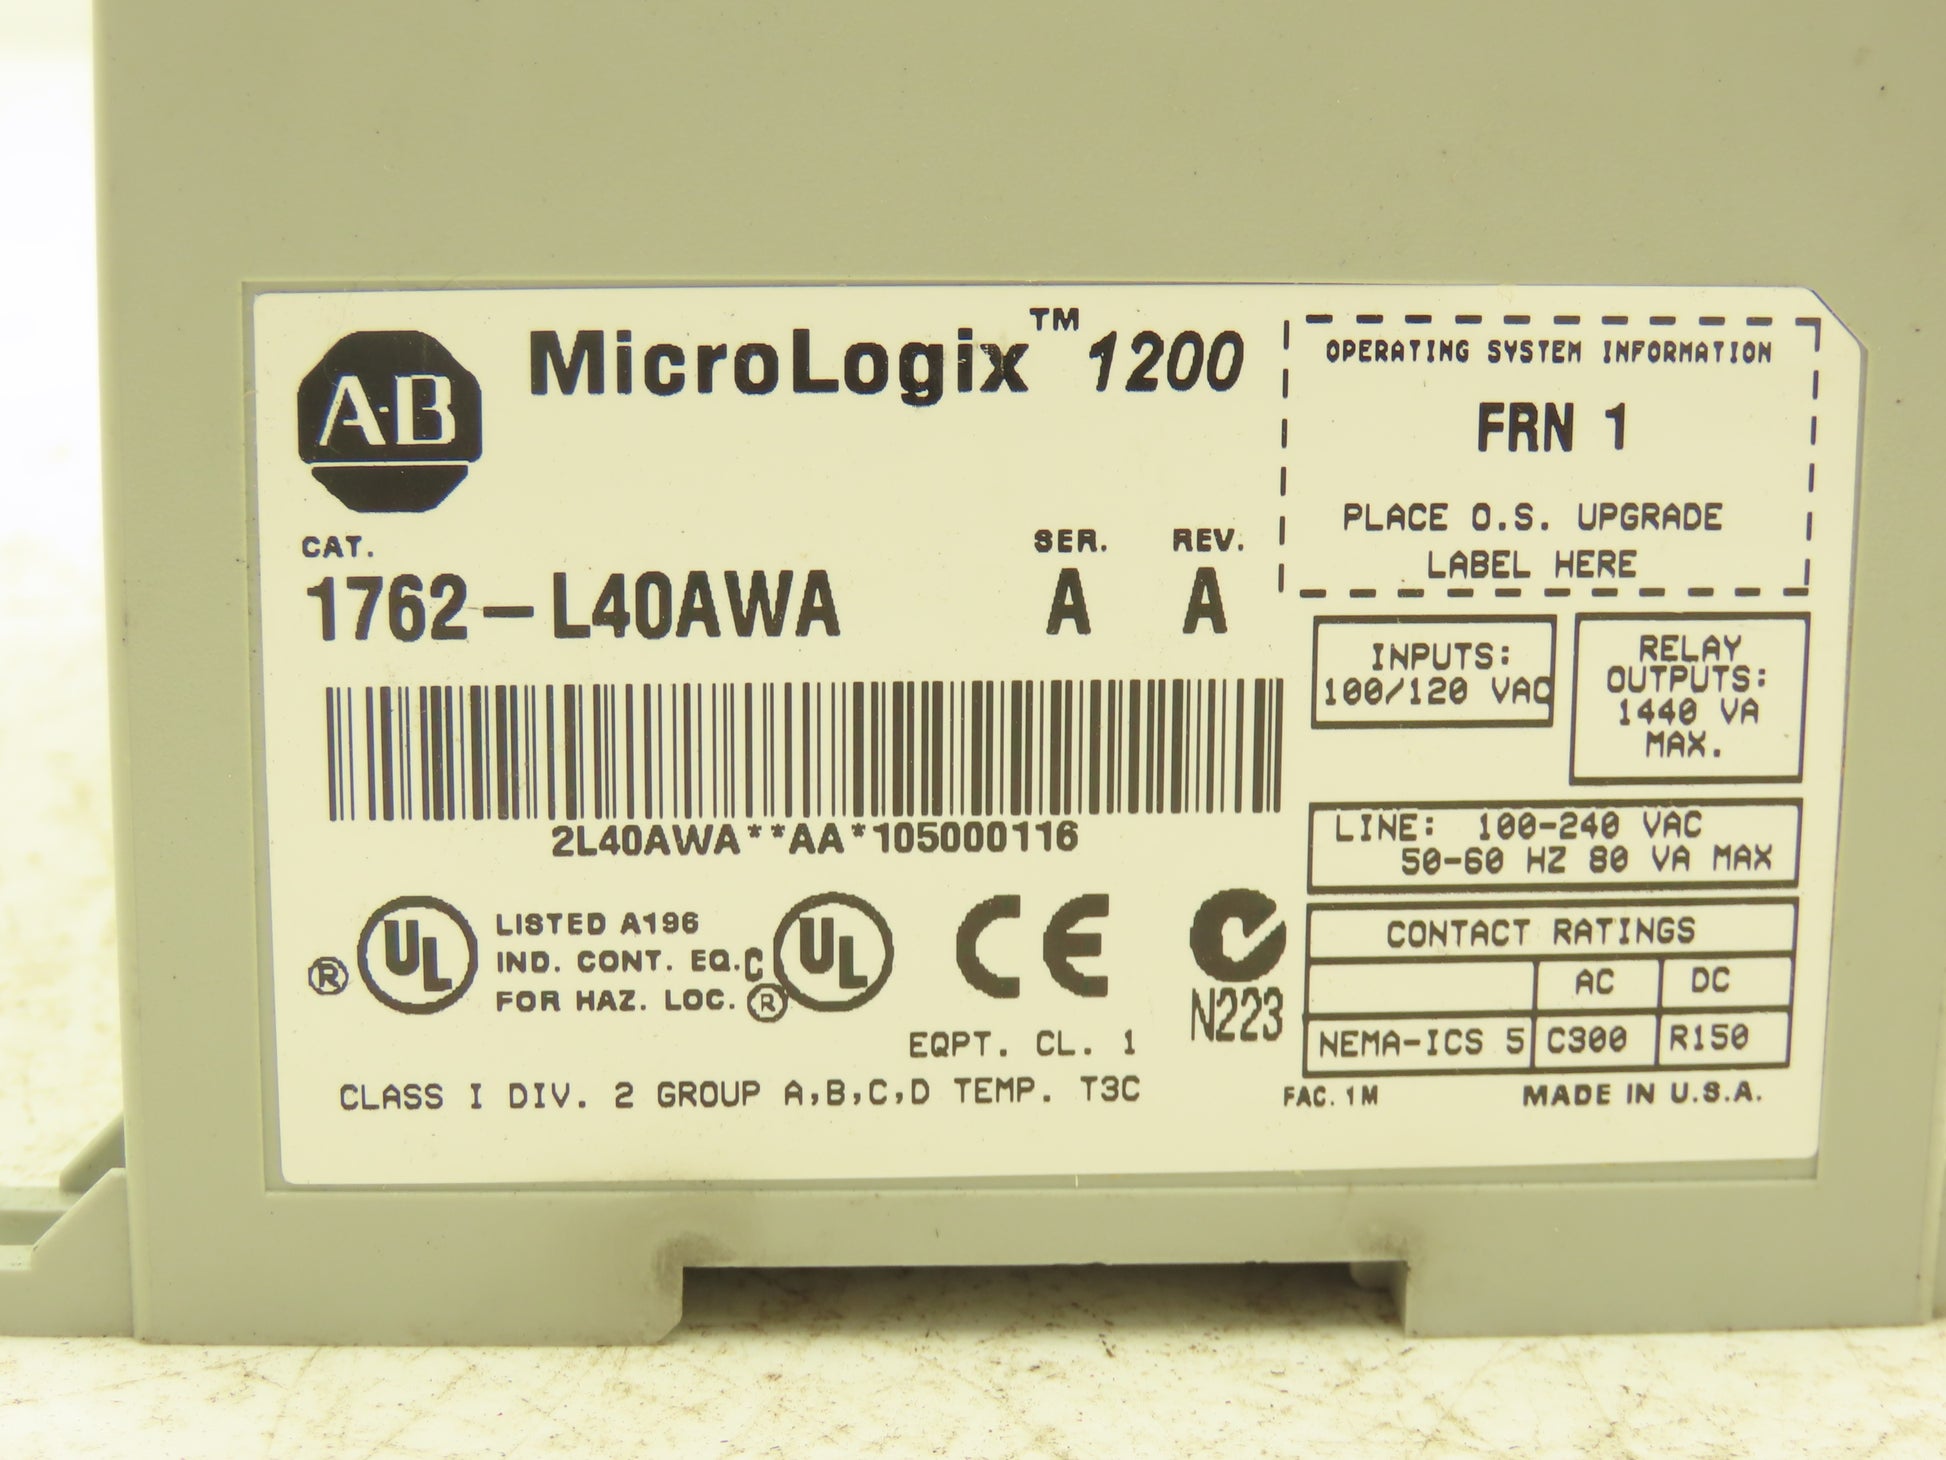 A-B
MicroLogix™ 1200
CAT.
SER.
REV.
1762-L40AWA
A
A
2L40AWA**AA*105000116
OPERATING SYSTEM INFORMATION
FRN 1
PLACE O.S. UPGRADE
LABEL HERE
INPUTS:
100/120 VAC
RELAY
OUTPUTS:
1440 VA
MAX.
LINE: 100-240 VAC
50-60 HZ 80 VA MAX
CONTACT RATINGS
AC
DC
NEMA-ICS 5
C300
R150
® UL
LISTED A196
IND. CONT. EQ.
FOR HAZ. LOC.
C UL ®
CE
N223
EQPT. CL. 1
CLASS I DIV. 2 GROUP A,B,C,D TEMP. T3C
FAC. 1M
MADE IN U.S.A.